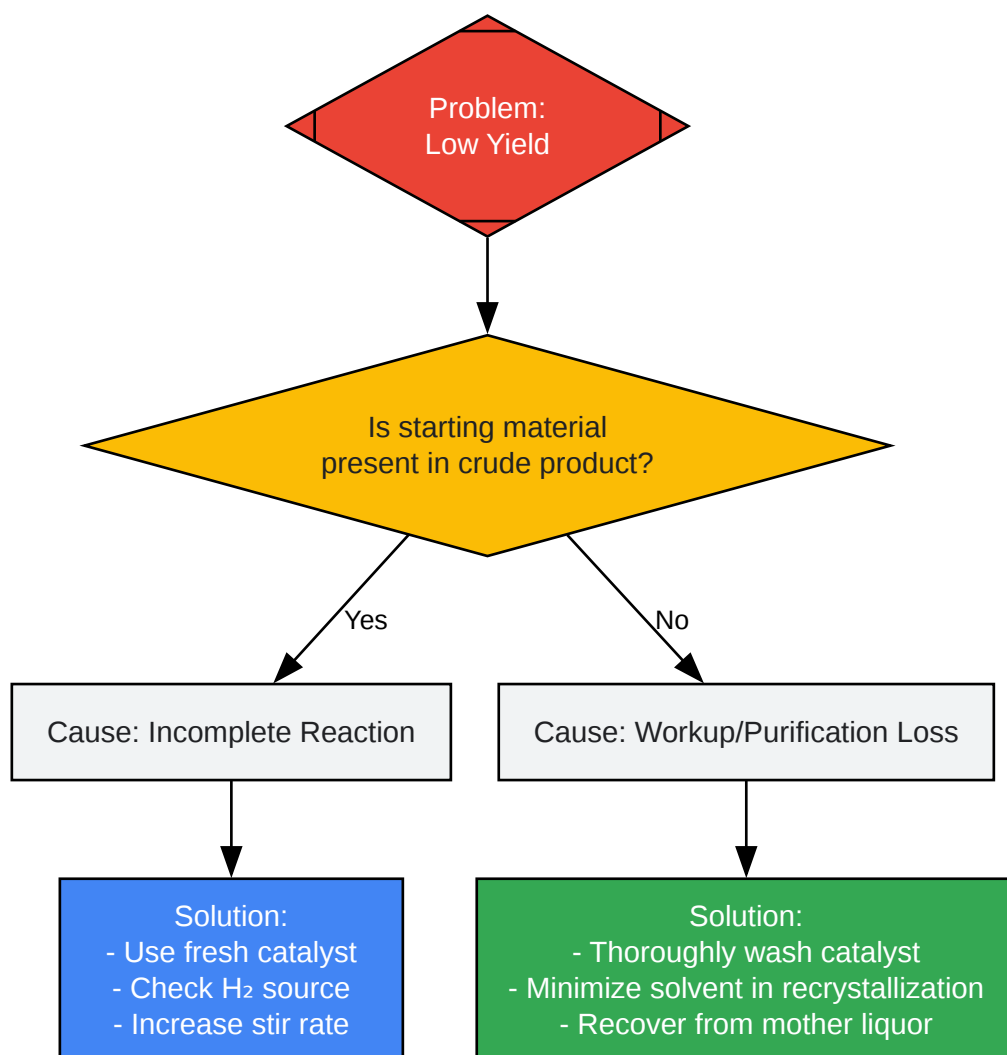 Problem:
Low Yield
Is starting material
present in crude product?
Yes
No
Cause: Incomplete Reaction
Cause: Workup/Purification Loss
Solution:
- Use fresh catalyst
- Check H₂ source
- Increase stir rate
Solution:
- Thoroughly wash catalyst
- Minimize solvent in recrystallization
- Recover from mother liquor